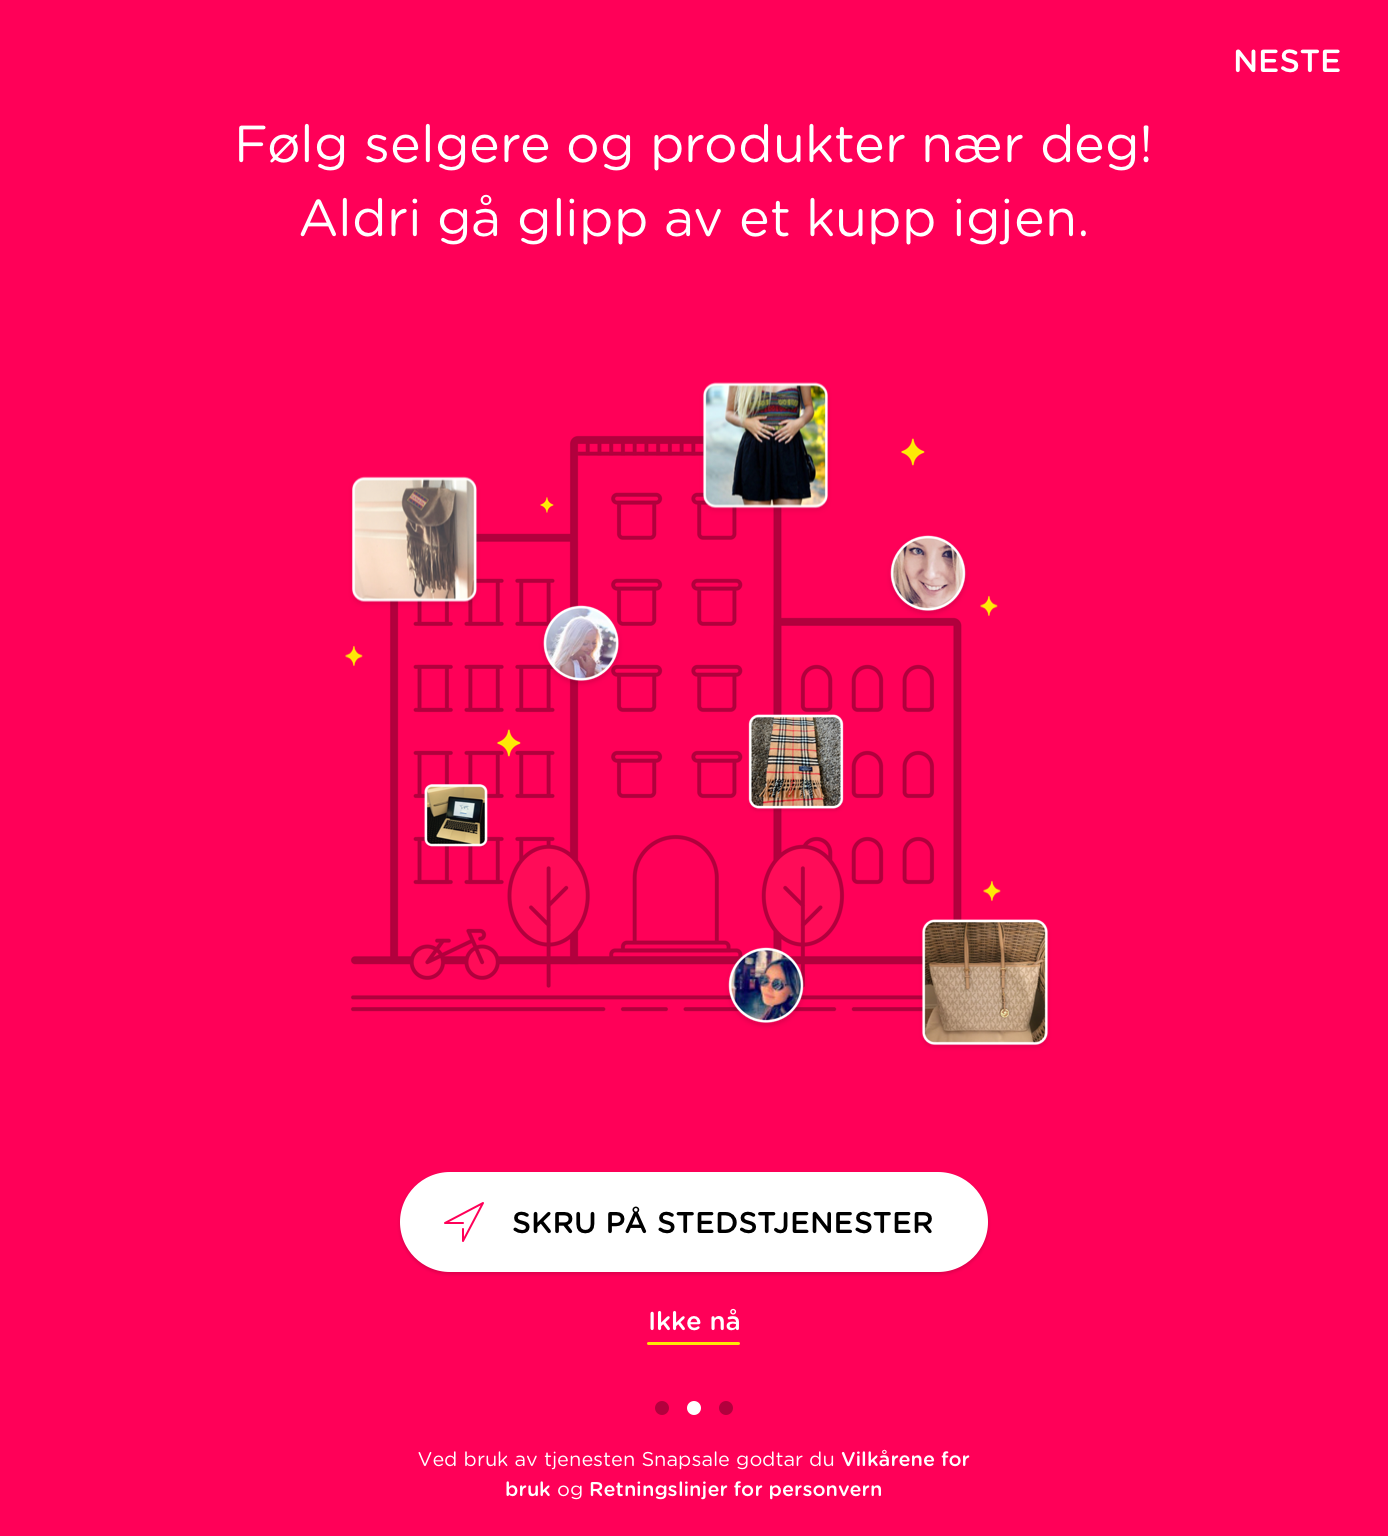 NESTE
Følg selgere og produkter nær deg!
Aldri gå glipp av et kupp igjen.
SKRU PÅ STEDSTJENESTER
Ikke nå
Ved bruk av tjenesten Snapsale godtar du Vilkårene for
bruk og Retningslinjer for personvern